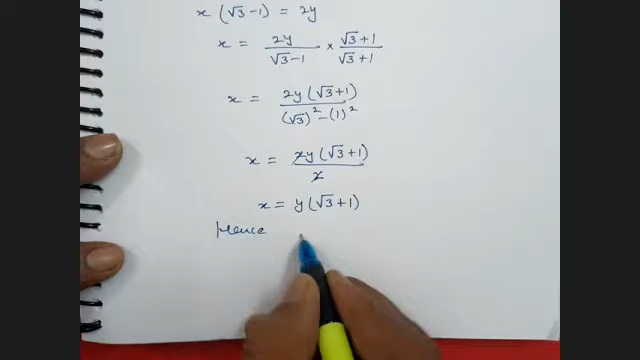 x (√3-1) = 2y
x = 2y/(√3-1) × (√3+1)/(√3+1)
x = 2y(√3+1)/((√3)²-(1)²)
x = 2y(√3+1)/2
x = y(√3+1)
Hence